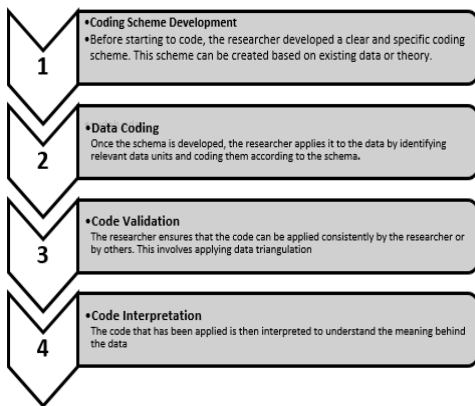 •Coding Scheme Development
•Before starting to code, the researcher developed a clear and specific coding
scheme. This scheme can be created based on existing data or theory.
1
•Data Coding
Once the schema is developed, the researcher applies it to the data by identifying
relevant data units and coding them according to the schema.
2
•Code Validation
The researcher ensures that the code can be applied consistently by the researcher or
by others. This involves applying data triangulation
3
•Code Interpretation
The code that has been applied is then interpreted to understand the meaning behind
the data
4